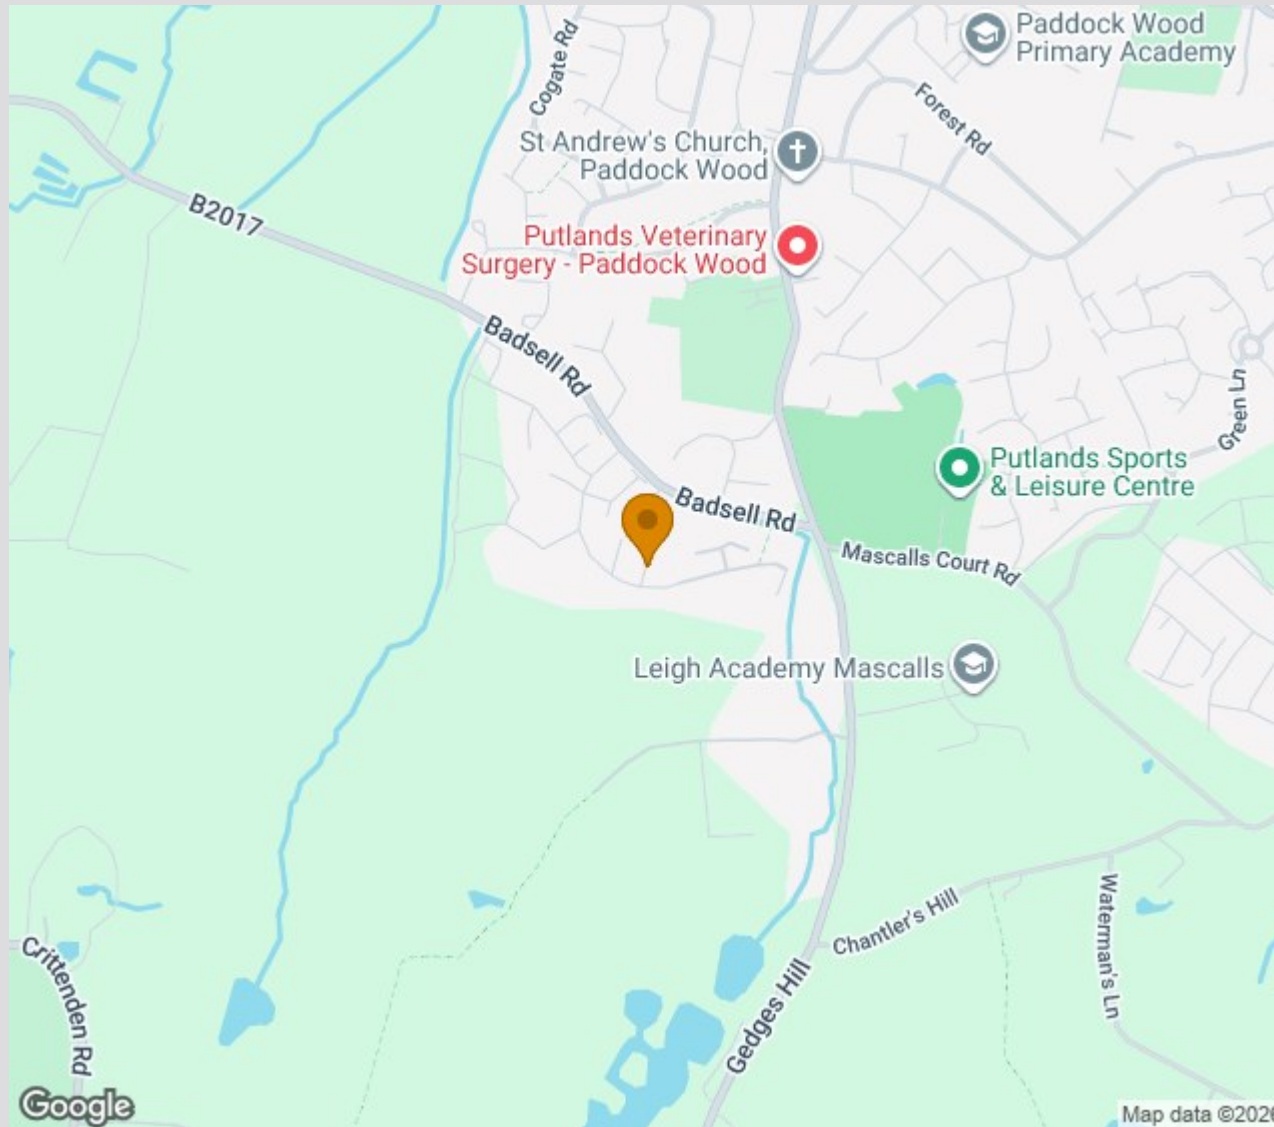 Paddock Wood
Primary Academy
Cogate Rd
Forest Rd
St Andrew's Church,
Paddock Wood
B2017
Putlands Veterinary
Surgery - Paddock Wood
Badsell Rd
Green Ln
Putlands Sports
& Leisure Centre
Badsell Rd
Mascalls Court Rd
Leigh Academy Mascalls
Chantler's Hill
Waterman's Ln
Crittenden Rd
Gedges Hill
Google
Map data ©2026